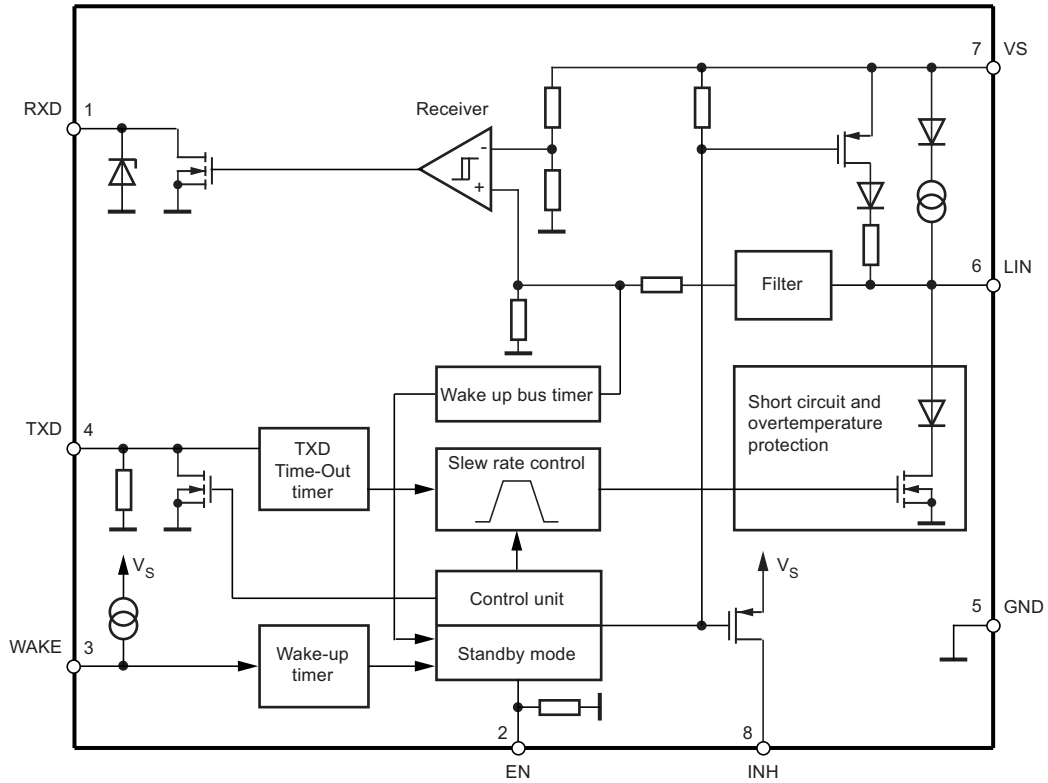 7 VS
RXD 1
Receiver
-
+
6 LIN
Filter
Wake up bus timer
Short circuit and
overtemperature
protection
TXD 4
TXD
Time-Out
timer
Slew rate control
VS
VS
Control unit
5 GND
WAKE 3
Wake-up
timer
Standby mode
2
8
EN
INH